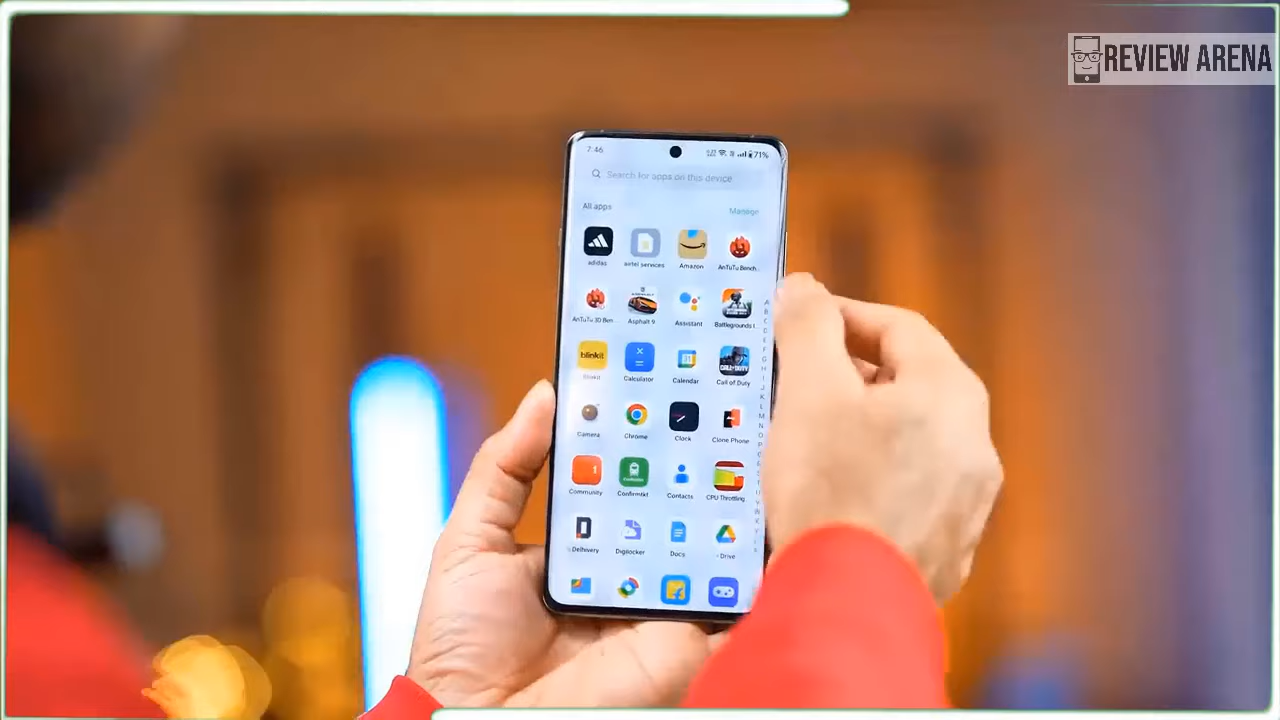 REVIEW ARENA
7:46
71%
Search for apps on this device
All apps
Manage
adidas
airtel services
Amazon
AnTuTu Bench..
AnTuTu 3D Ben..
Asphalt 9
Assistant
Battlegrounds I..
blinkit
Blinkit
Calculator
Calendar
Call of Duty
Camera
Chrome
Clock
Clone Phone
Community
Confirmtkt
Contacts
CPU Throttling
Delhivery
Digilocker
Docs
Drive